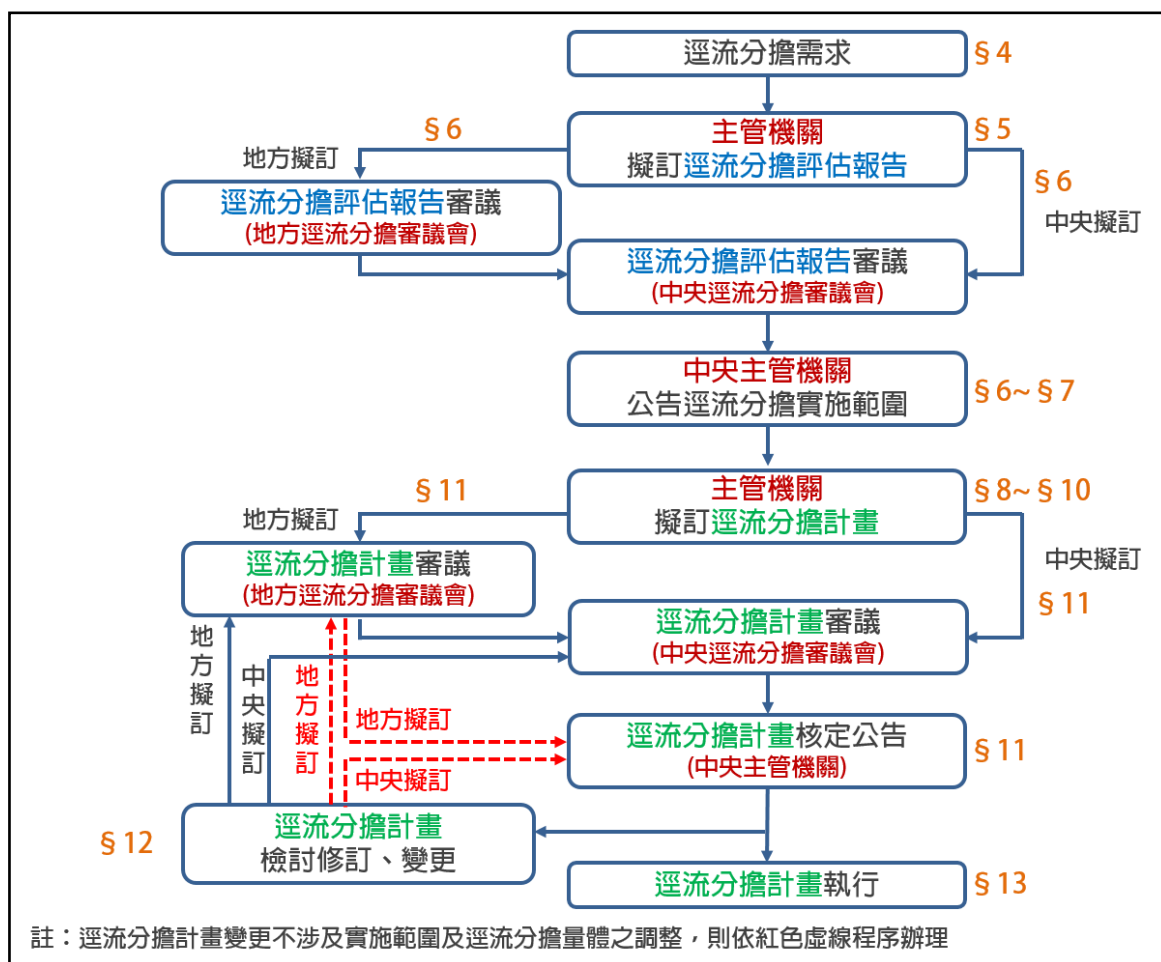 逕流分擔需求
§4
主管機關
擬訂逕流分擔評估報告
§5
§6
地方擬訂
§6
中央擬訂
逕流分擔評估報告審議
(地方逕流分擔審議會)
逕流分擔評估報告審議
(中央逕流分擔審議會)
中央主管機關
公告逕流分擔實施範圍
§6~§7
主管機關
擬訂逕流分擔計畫
§8~§10
§11
地方擬訂
中央擬訂
§11
逕流分擔計畫審議
(地方逕流分擔審議會)
逕流分擔計畫審議
(中央逕流分擔審議會)
地方擬訂
中央擬訂
地方擬訂
地方擬訂
中央擬訂
逕流分擔計畫核定公告
(中央主管機關)
§11
§12
逕流分擔計畫
檢討修訂、變更
逕流分擔計畫執行
§13
註：逕流分擔計畫變更不涉及實施範圍及逕流分擔量體之調整，則依紅色虛線程序辦理